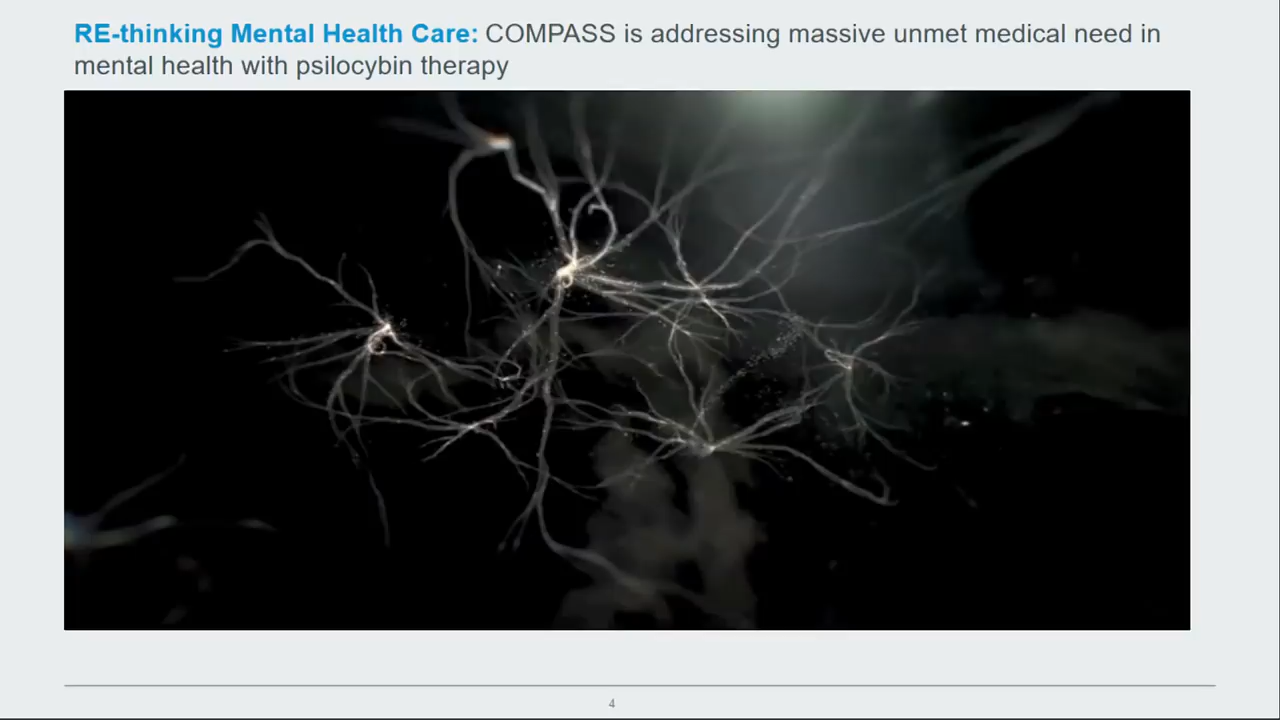 RE-thinking Mental Health Care: COMPASS is addressing massive unmet medical need in
mental health with psilocybin therapy
4